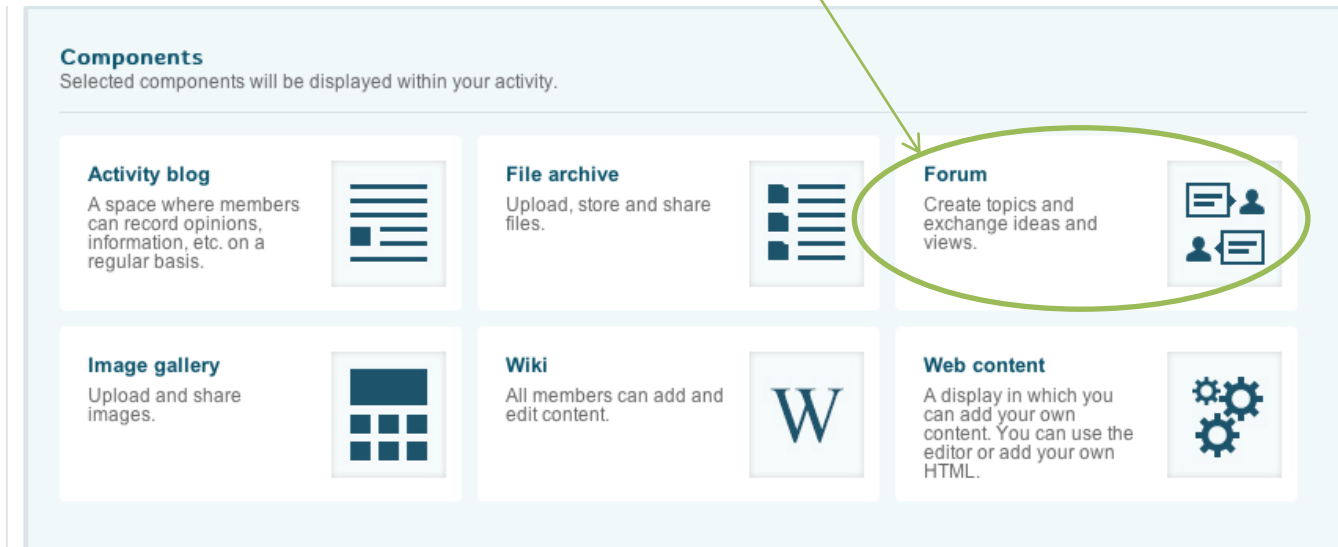 Components
Selected components will be displayed within your activity.
Activity blog
A space where members
can record opinions,
information, etc. on a
regular basis.
File archive
Upload, store and share
files.
Forum
Create topics and
exchange ideas and
views.
Image gallery
Upload and share
images.
Wiki
All members can add and
edit content.
W
Web content
A display in which you
can add your own
content. You can use the
editor or add your own
HTML.